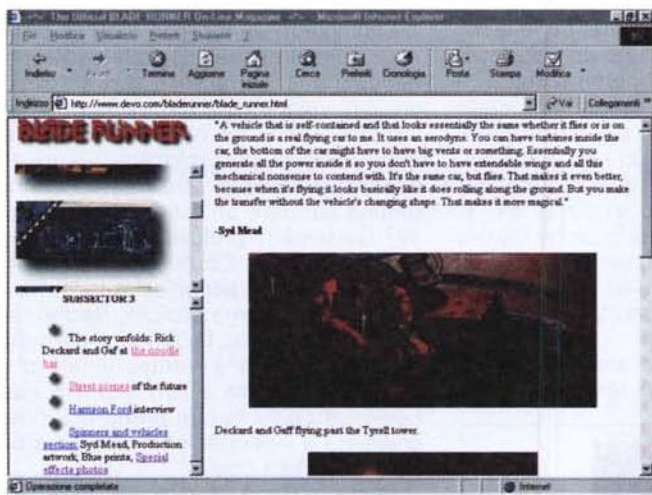 The Official BLADE RUNNER On-Line Magazine - Microsoft Internet Explorer
File Modifica Visualizza Preferiti Strumenti ?
Indietro Avanti Termina Aggiorna Pagina iniziale Cerca Preferiti Cronologia Posta Stampa Modifica
Indirizzo http://www.devo.com/bladerunner/blade_runner.html Vai Collegamenti »
BLADE RUNNER
SUBSECTOR 3
The story unfolds: Rick
Deckard and Gaf at the noodle
bar
Street scenes of the future
Harrison Ford interview
Spinners and vehicles
section, Syd Mead, Production
artwork, Blue prints, Special
effects photos
"A vehicle that is self-contained and that looks essentially the same whether it flies or is on
the ground is a real flying car to me. It uses an aerodyne. You can have turbines inside the
car, the bottom of the car might have to have big vents or something. Essentially you
generate all the power inside it so you don't have to have extendable wings and all this
mechanical nonsense to contend with. It's the same car, but flies. That makes it even better,
because when it's flying it looks basically like it does rolling along the ground. But you make
the transfer without the vehicle's changing shape. That makes it more magical."
-Syd Mead
Deckard and Gaff flying past the Tyrell tower.
Operazione completata Internet